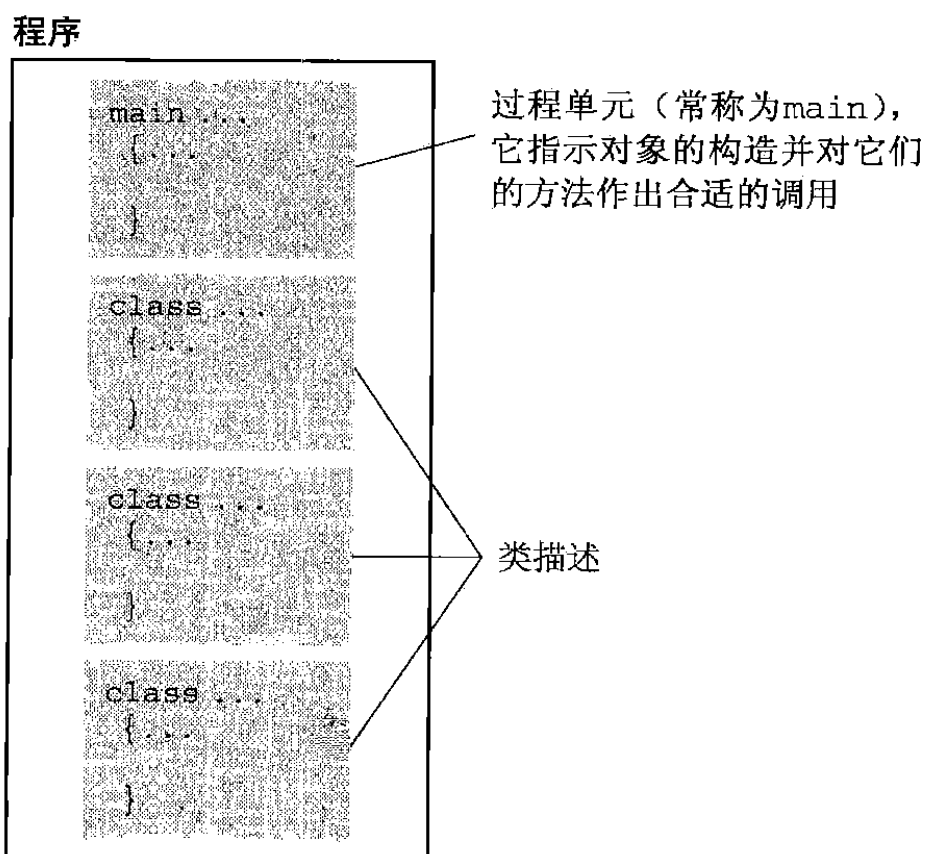 程序
main ...
{...
}
过程单元（常称为main），
它指示对象的构造并对它们
的方法作出合适的调用
class ...
{...
}
class ...
{...
}
类描述
class ...
{...
}